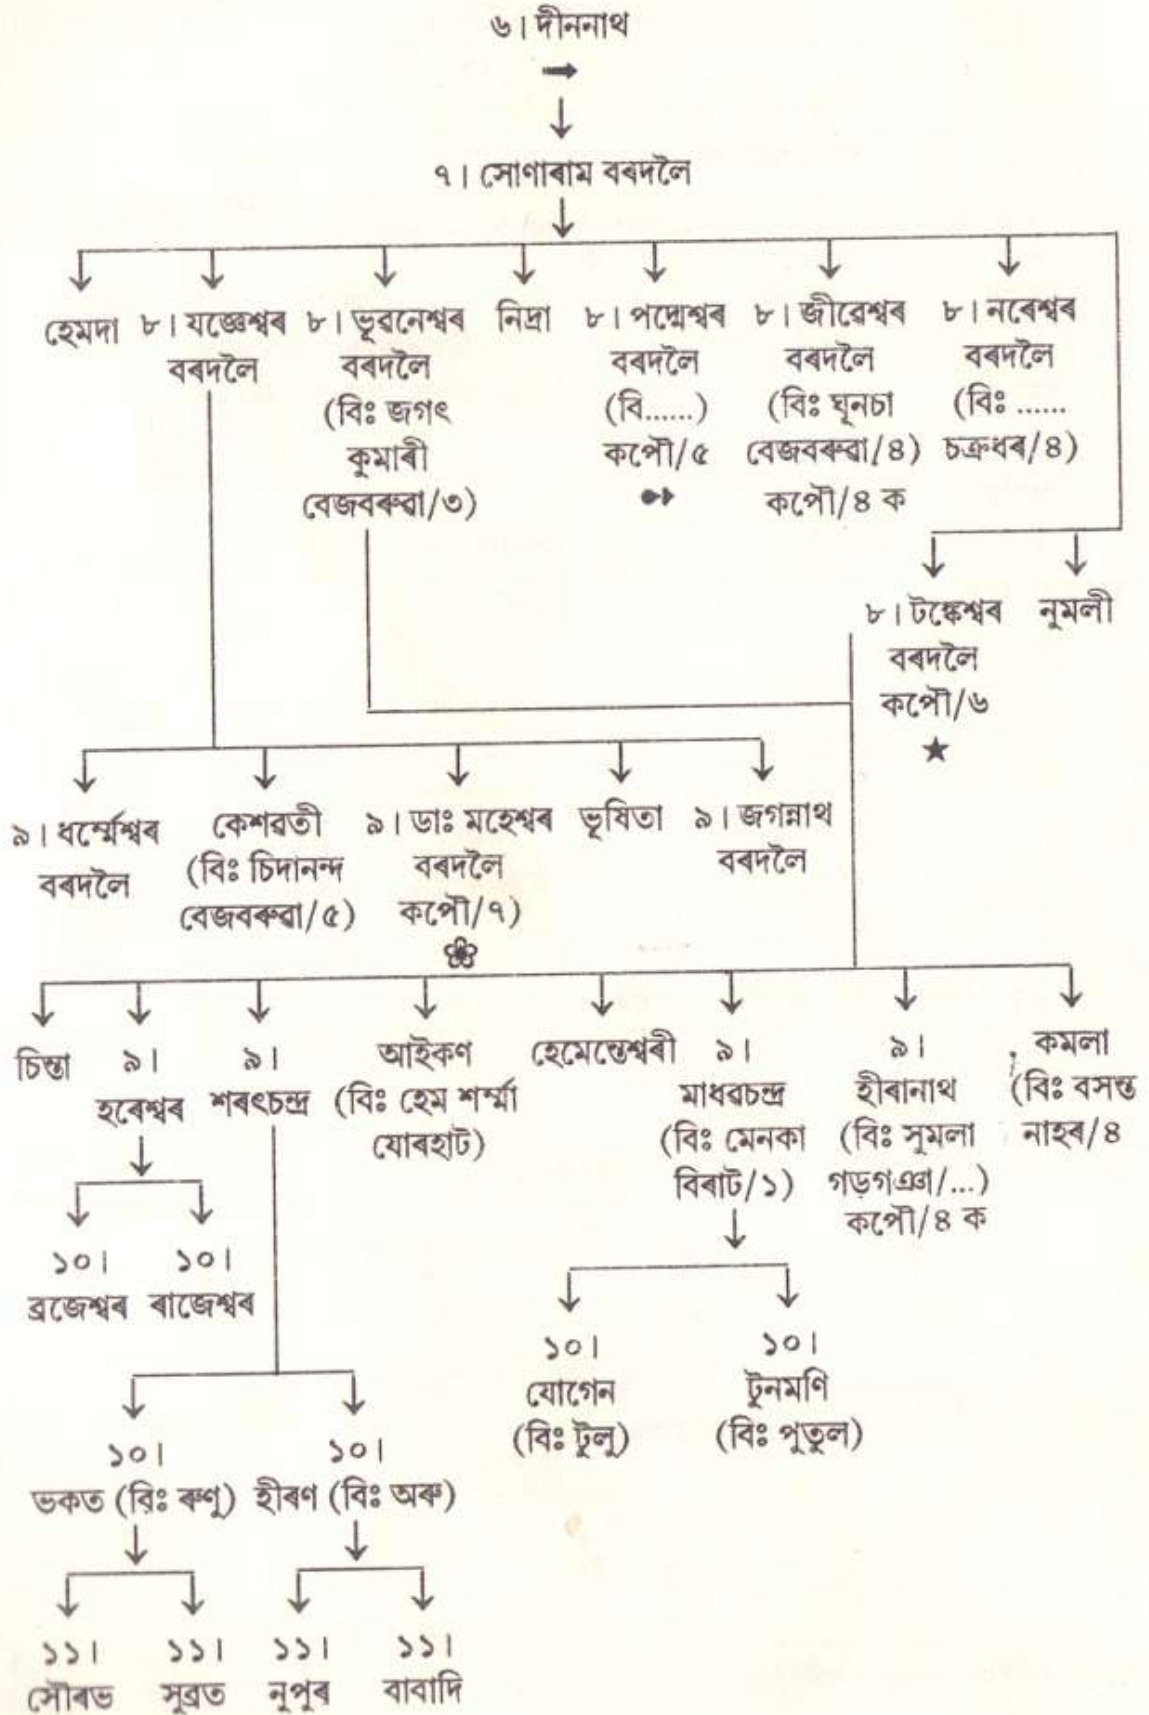 ৬। দীননাথ
৭। সোণাৰাম বৰদলৈ
হেমদা ৮। যজ্ঞেশ্বৰ ৮। ভূৱনেশ্বৰ নিদ্ৰা ৮। পদ্মেশ্বৰ ৮। জীৱেশ্বৰ ৮। নৰেশ্বৰ
বৰদলৈ বৰদলৈ বৰদলৈ বৰদলৈ বৰদলৈ
(বিঃ জগৎ (বি......) (বিঃ ঘূনচা (বিঃ ......
কুমাৰী কপৌ/৫ বেজবৰুৱা/৪) চক্ৰধৰ/৪)
বেজবৰুৱা/৩) কপৌ/৪ ক
৮। টঙ্কেশ্বৰ নুমলী
বৰদলৈ
কপৌ/৬
৯। ধৰ্ম্মেশ্বৰ কেশৱতী ৯। ডাঃ মহেশ্বৰ ভূষিতা ৯। জগন্নাথ
বৰদলৈ (বিঃ চিদানন্দ বৰদলৈ বৰদলৈ
বেজবৰুৱা/৫) কপৌ/৭)
চিন্তা ৯। ৯। আইকণ হেমেন্তেশ্বৰী ৯। ৯। কমলা
হৰেশ্বৰ শৰৎচন্দ্ৰ (বিঃ হেম শৰ্ম্মা মাধৱচন্দ্ৰ হীৰানাথ (বিঃ বসন্ত
যোৰহাট) (বিঃ মেনকা (বিঃ সুমলা নাহৰ/৪
বিৰাট/১) গড়গঞা/...)
কপৌ/৪ ক
১০। ১০।
ব্ৰজেশ্বৰ ৰাজেশ্বৰ
১০। ১০।
যোগেন টুনমণি
(বিঃ টুলু) (বিঃ পুতুল)
১০। ১০।
ভকত (বিঃ ৰুণু) হীৰণ (বিঃ অৰু)
১১। ১১। ১১। ১১।
সৌৰভ সুব্ৰত নুপুৰ বাবাদি